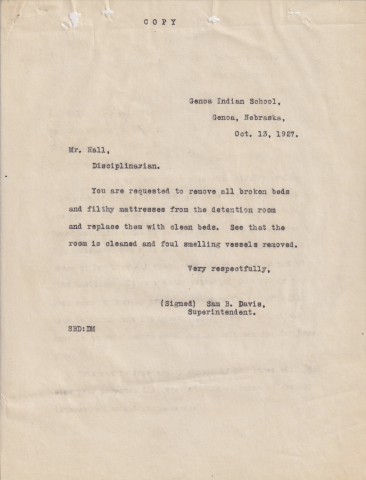 COPY
Genoa Indian School,
Genoa, Nebraska,
Oct. 13, 1927.
Mr. Hall,
Disciplinarian.
You are requested to remove all broken beds
and filthy mattresses from the detention room
and replace them with clean beds. See that the
room is cleaned and foul smelling vessels removed.
Very respectfully,
(Signed) Sam B. Davis,
Superintendent.
SBD:DM